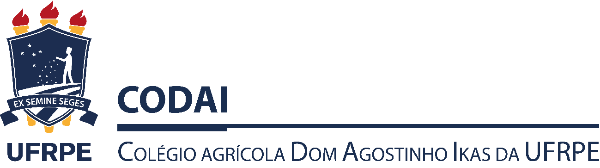 EX SEMINE SEGES
UFRPE
CODAI
COLÉGIO AGRÍCOLA DOM AGOSTINHO IKAS DA UFRPE